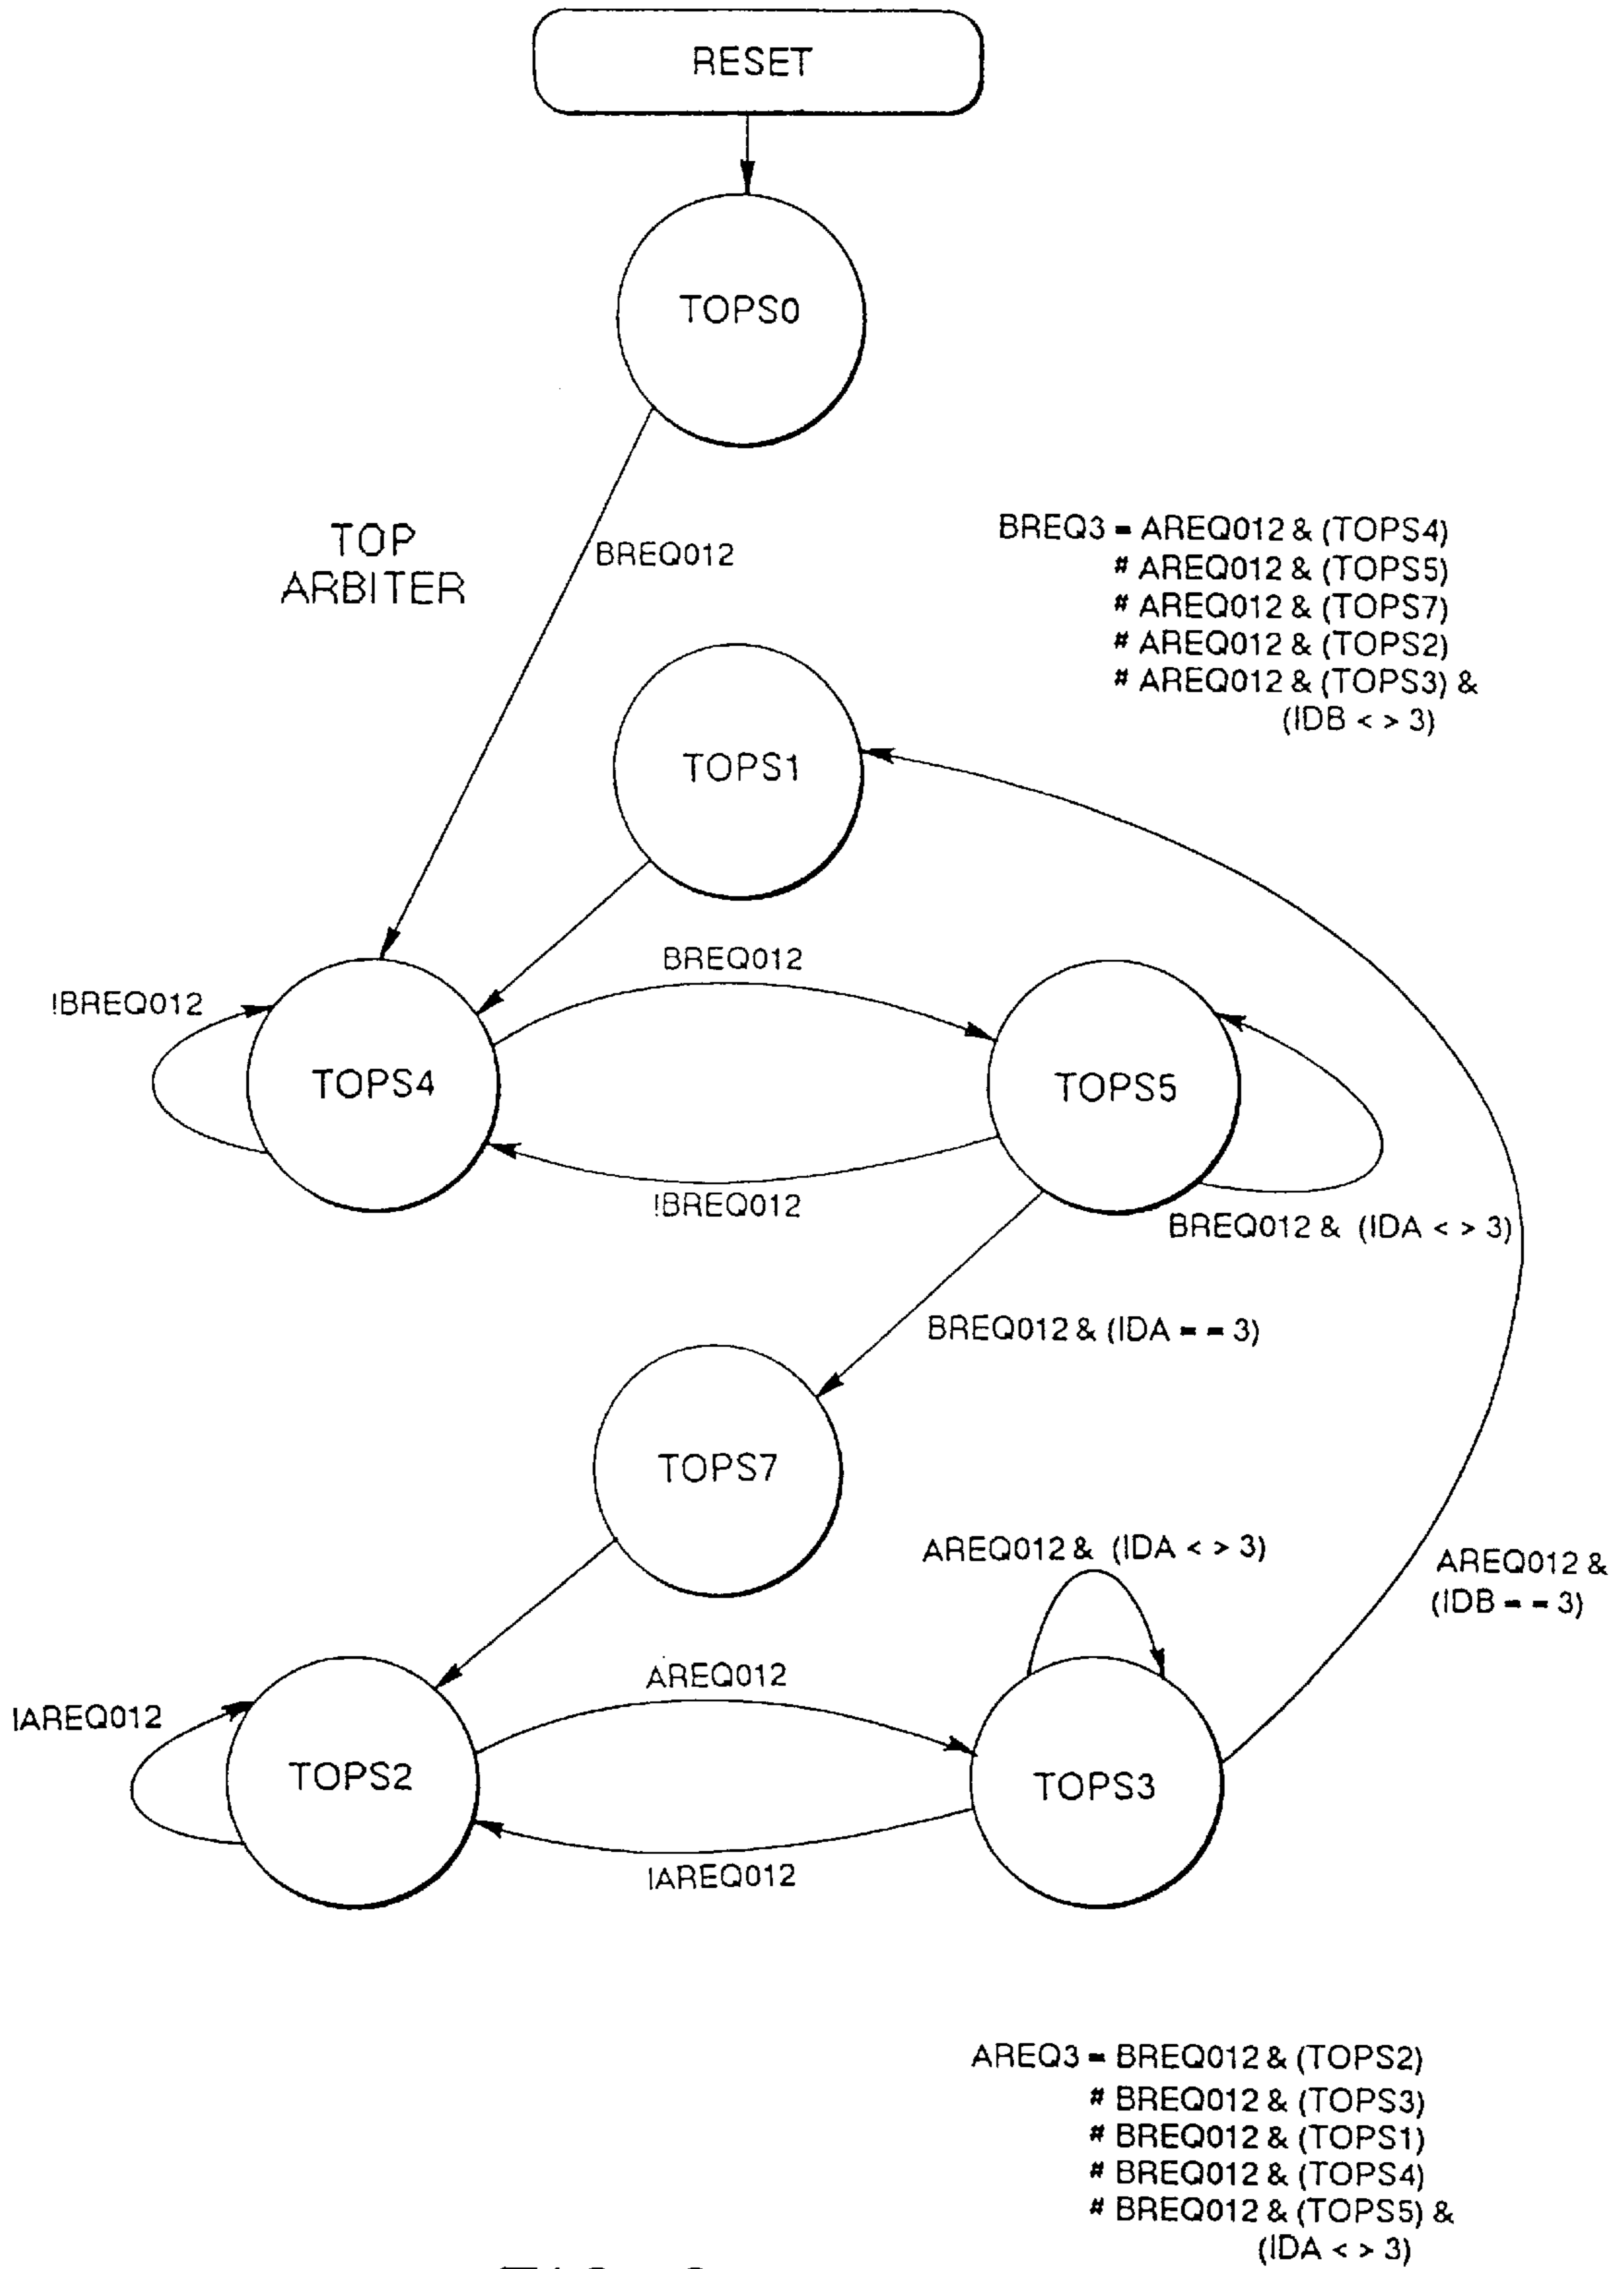 RESET
TOPS0
TOP
ARBITER
BREQ012
BREQ3 = AREQ012 & (TOPS4)
# AREQ012 & (TOPS5)
# AREQ012 & (TOPS7)
# AREQ012 & (TOPS2)
# AREQ012 & (TOPS3) &
(IDB < > 3)
TOPS1
BREQ012
!BREQ012
TOPS4
TOPS5
!BREQ012
BREQ012 & (IDA < > 3)
BREQ012 & (IDA = = 3)
TOPS7
AREQ012 & (IDA < > 3)
AREQ012 &
(IDB = = 3)
AREQ012
!AREQ012
TOPS2
TOPS3
!AREQ012
AREQ3 = BREQ012 & (TOPS2)
# BREQ012 & (TOPS3)
# BREQ012 & (TOPS1)
# BREQ012 & (TOPS4)
# BREQ012 & (TOPS5) &
(IDA < > 3)